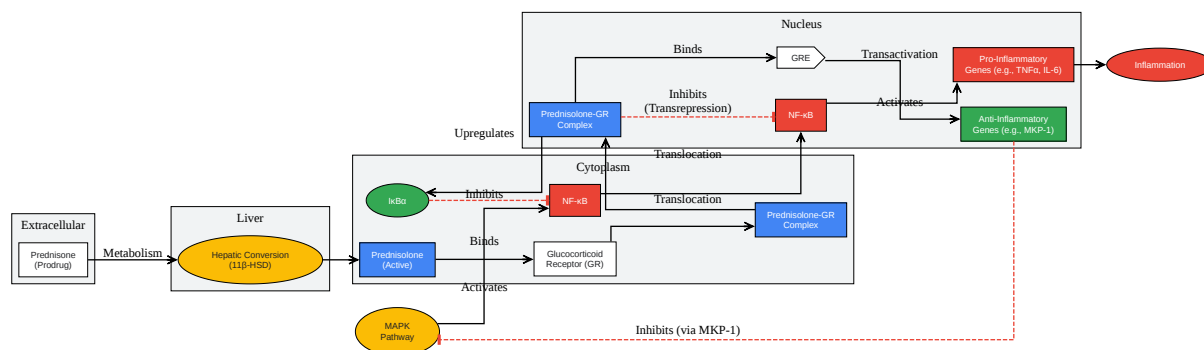 Nucleus
Binds
GRE
Transactivation
Pro-Inflammatory
Genes (e.g., TNFα, IL-6)
Inflammation
Inhibits
(Transrepression)
Activates
Prednisolone-GR
Complex
NF-κB
Anti-Inflammatory
Genes (e.g., MKP-1)
Upregulates
Translocation
Cytoplasm
IκBα
Inhibits
NF-κB
Translocation
Prednisolone-GR
Complex
Extracellular
Liver
Prednisone
(Prodrug)
Metabolism
Hepatic Conversion
(11β-HSD)
Prednisolone
(Active)
Binds
Glucocorticoid
Receptor (GR)
Activates
MAPK
Pathway
Inhibits (via MKP-1)